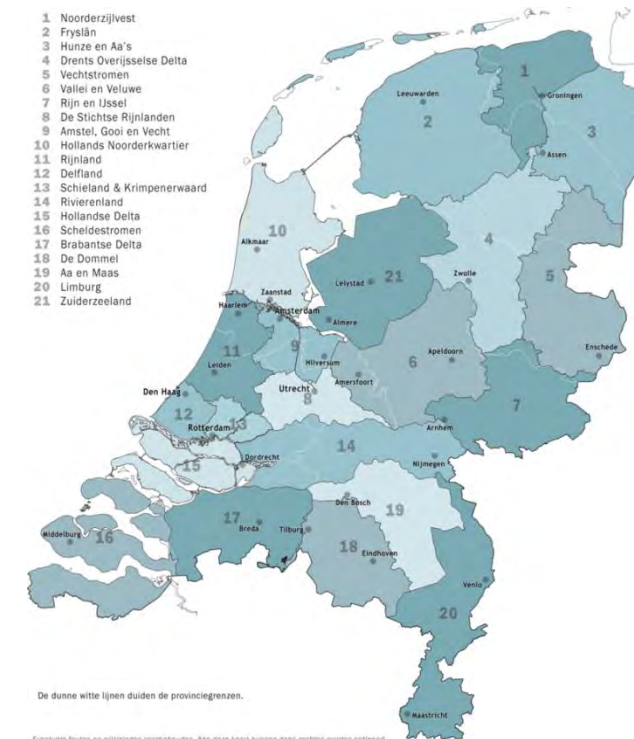 1 Noorderzijlvest
2 Fryslân
3 Hunze en Aa's
4 Drents Overijsselse Delta
5 Vechtstromen
6 Vallei en Veluwe
7 Rijn en IJssel
8 De Stichtse Rijnlanden
9 Amstel, Gooi en Vecht
10 Hollands Noorderkwartier
11 Rijnland
12 Delfland
13 Schieland & Krimpenerwaard
14 Rivierenland
15 Hollandse Delta
16 Scheldestromen
17 Brabantse Delta
18 De Dommel
19 Aa en Maas
20 Limburg
21 Zuiderzeeland
1
Leeuwarden
Groningen
2
3
Assen
10
Alkmaar
4
Zwolle
5
Lelystad
21
Zaanstad
Haarlem
Amsterdam
Almere
9
11
Hilversum
6
Apeldoorn
Enschede
Leiden
Amersfoort
Utrecht
8
Den Haag
7
12
13
Rotterdam
Arnhem
14
15
Dordrecht
Nijmegen
Den Bosch
19
17
Breda
Tilburg
Middelburg
16
18
Eindhoven
Venlo
20
Maastricht
De dunne witte lijnen duiden de provinciegrenzen.